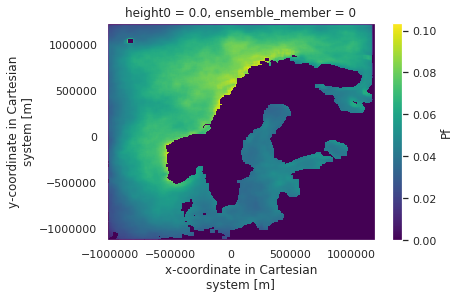 height0 = 0.0, ensemble_member = 0
1000000
500000
0
−500000
−1000000
y-coordinate in Cartesian
system [m]
−1000000
−500000
0
500000
1000000
x-coordinate in Cartesian
system [m]
0.10
0.08
0.06
0.04
0.02
0.00
Pf